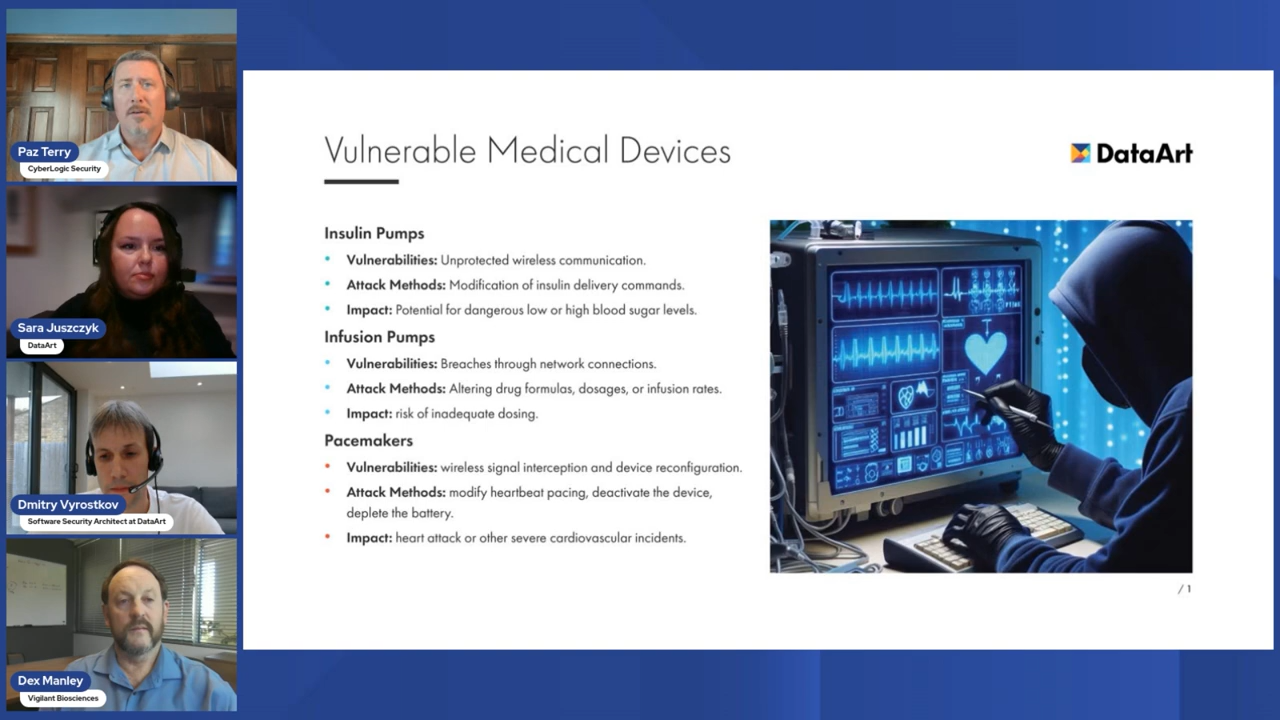 Paz Terry
CyberLogic Security
Sara Juszczyk
DataArt
Dmitry Vyrostkov
Software Security Architect at DataArt
Dex Manley
Vigilant Biosciences
Vulnerable Medical Devices
DataArt
Insulin Pumps
• Vulnerabilities: Unprotected wireless communication.
• Attack Methods: Modification of insulin delivery commands.
• Impact: Potential for dangerous low or high blood sugar levels.
Infusion Pumps
• Vulnerabilities: Breaches through network connections.
• Attack Methods: Altering drug formulas, dosages, or infusion rates.
• Impact: risk of inadequate dosing.
Pacemakers
• Vulnerabilities: wireless signal interception and device reconfiguration.
• Attack Methods: modify heartbeat pacing, deactivate the device,
deplete the battery.
• Impact: heart attack or other severe cardiovascular incidents.
/ 1